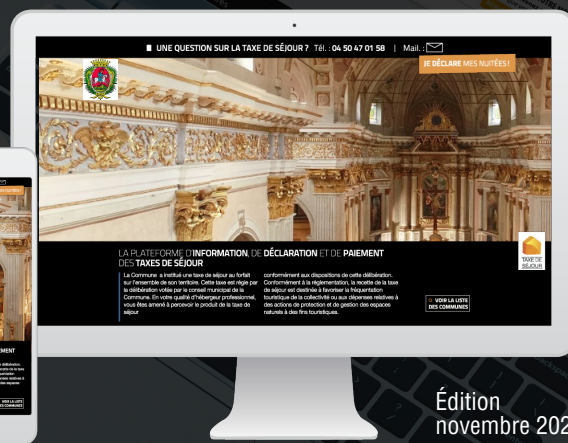 UNE QUESTION SUR LA TAXE DE SÉJOUR ? Tél. : 04 50 47 01 58 | Mail. :
JE DÉCLARE MES NUITÉES !
LA PLATEFORME D'INFORMATION, DE DÉCLARATION ET DE PAIEMENT
DES TAXES DE SÉJOUR
La Commune a institué une taxe de séjour au forfait
sur l'ensemble de son territoire. Cette taxe est régie par
la délibération votée par le conseil municipal de la
Commune. En votre qualité d'hébergeur professionnel,
vous êtes amené à percevoir le produit de la taxe de
séjour
conformément aux dispositions de cette délibération.
Conformément à la réglementation, la recette de la taxe
de séjour est destinée à favoriser la fréquentation
touristique de la collectivité ou aux dépenses relatives à
des actions de protection et de gestion des espaces
naturels à des fins touristiques.
TAXE DE
SÉJOUR
VOIR LA LISTE
DES COMMUNES
VOIR LA LISTE
DES COMMUNES
Édition
novembre 202